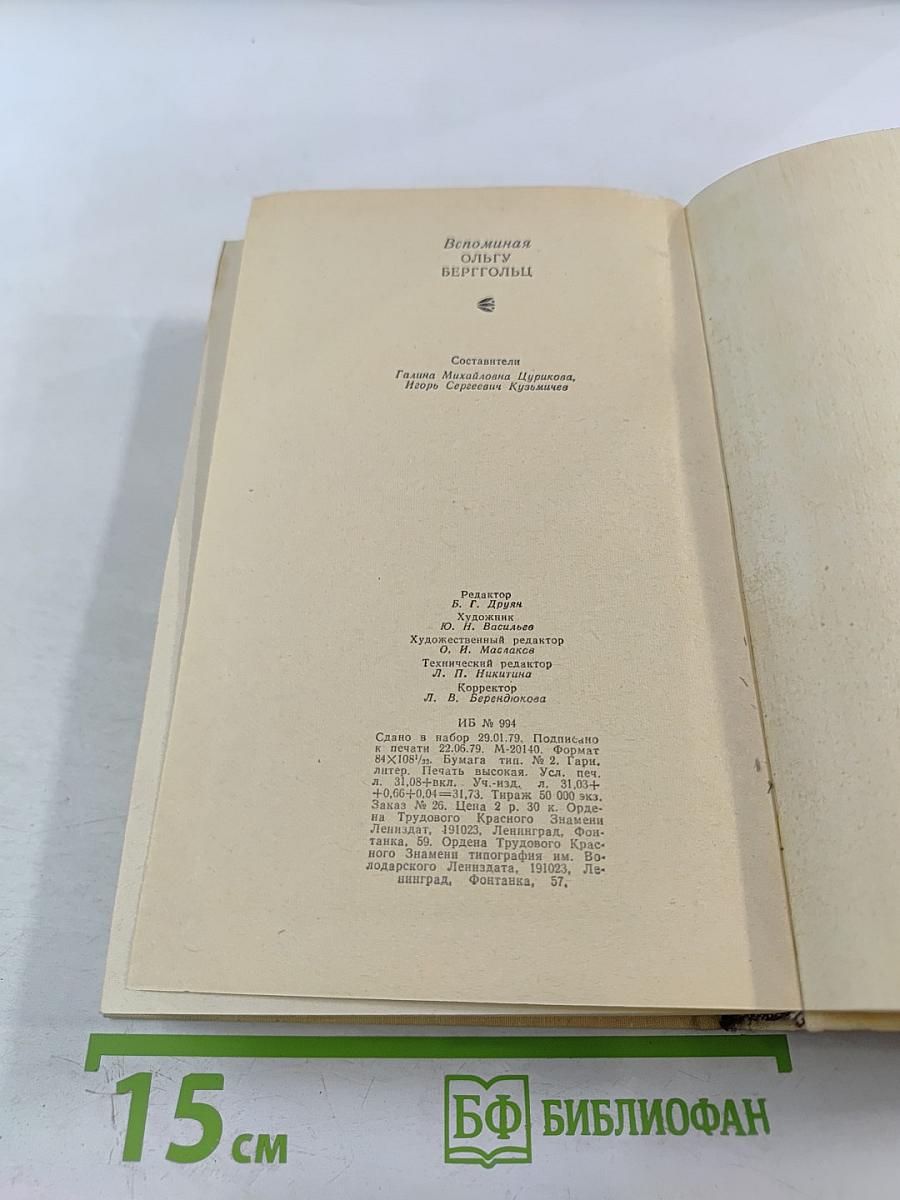 Вспоминая
ОЛЬГУ
БЕРГГОЛЬЦ
Составители
Галина Михайловна Цурикова,
Игорь Сергеевич Кузьмичев
Редактор
Б. Г. Друян
Художник
Ю. Н. Васильев
Художественный редактор
О. И. Маслаков
Технический редактор
Л. П. Никитина
Корректор
Л. В. Берендюкова
ИБ № 994
Сдано в набор 29.01.79. Подписано
к печати 22.06.79. М-20140. Формат
84×108¹/₃₂. Бумага тип. № 2. Гарн.
литер. Печать высокая. Усл. печ.
л. 31,08+вкл. Уч.-изд. л. 31,03+
+0,66+0,04=31,73. Тираж 50 000 экз.
Заказ № 26. Цена 2 р. 30 к. Орде-
на Трудового Красного Знамени
Лениздат, 191023, Ленинград, Фон-
танка, 59. Ордена Трудового Крас-
ного Знамени типография им. Во-
лодарского Лениздата, 191023, Ле-
нинград, Фонтанка, 57.
15 см
БФ БИБЛИОФАН